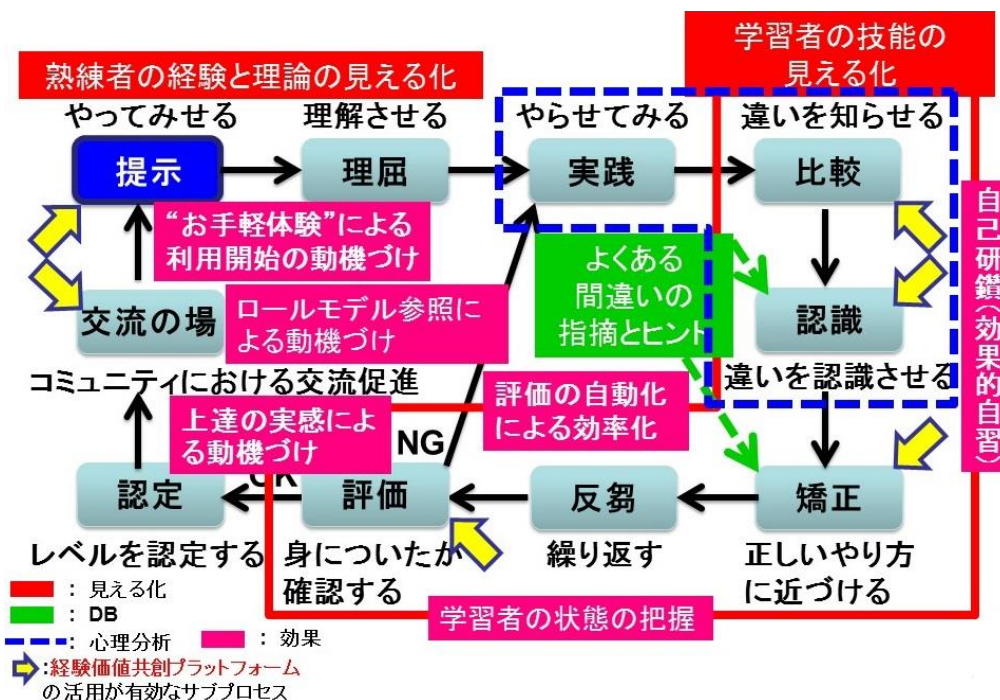 学習者の技能の
見える化
熟練者の経験と理論の見える化
やってみせる
理解させる
やらせてみる
違いを知らせる
提示
理屈
実践
比較
“お手軽体験”による
利用開始の動機づけ
よくある
間違いの
指摘とヒント
自己研鑽(効果的自習)
交流の場
ロールモデル参照に
よる動機づけ
認識
コミュニティにおける交流促進
違いを認識させる
上達の実感によ
る動機づけ
NG
評価の自動化
による効率化
OK
認定
評価
反芻
矯正
レベルを認定する
身についたか
確認する
繰り返す
正しいやり方
に近づける
学習者の状態の把握
: 見える化
: DB
: 心理分析
: 効果
:経験価値共創プラットフォーム
の活用が有効なサブプロセス